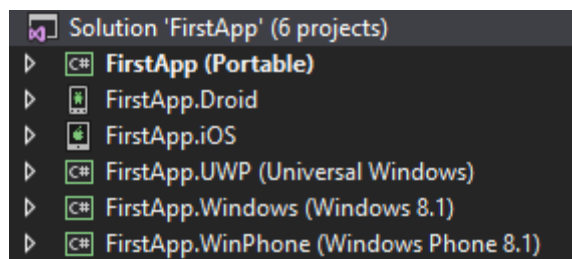 Solution 'FirstApp' (6 projects)
C# FirstApp (Portable)
FirstApp.Droid
FirstApp.iOS
C# FirstApp.UWP (Universal Windows)
C# FirstApp.Windows (Windows 8.1)
C# FirstApp.WinPhone (Windows Phone 8.1)